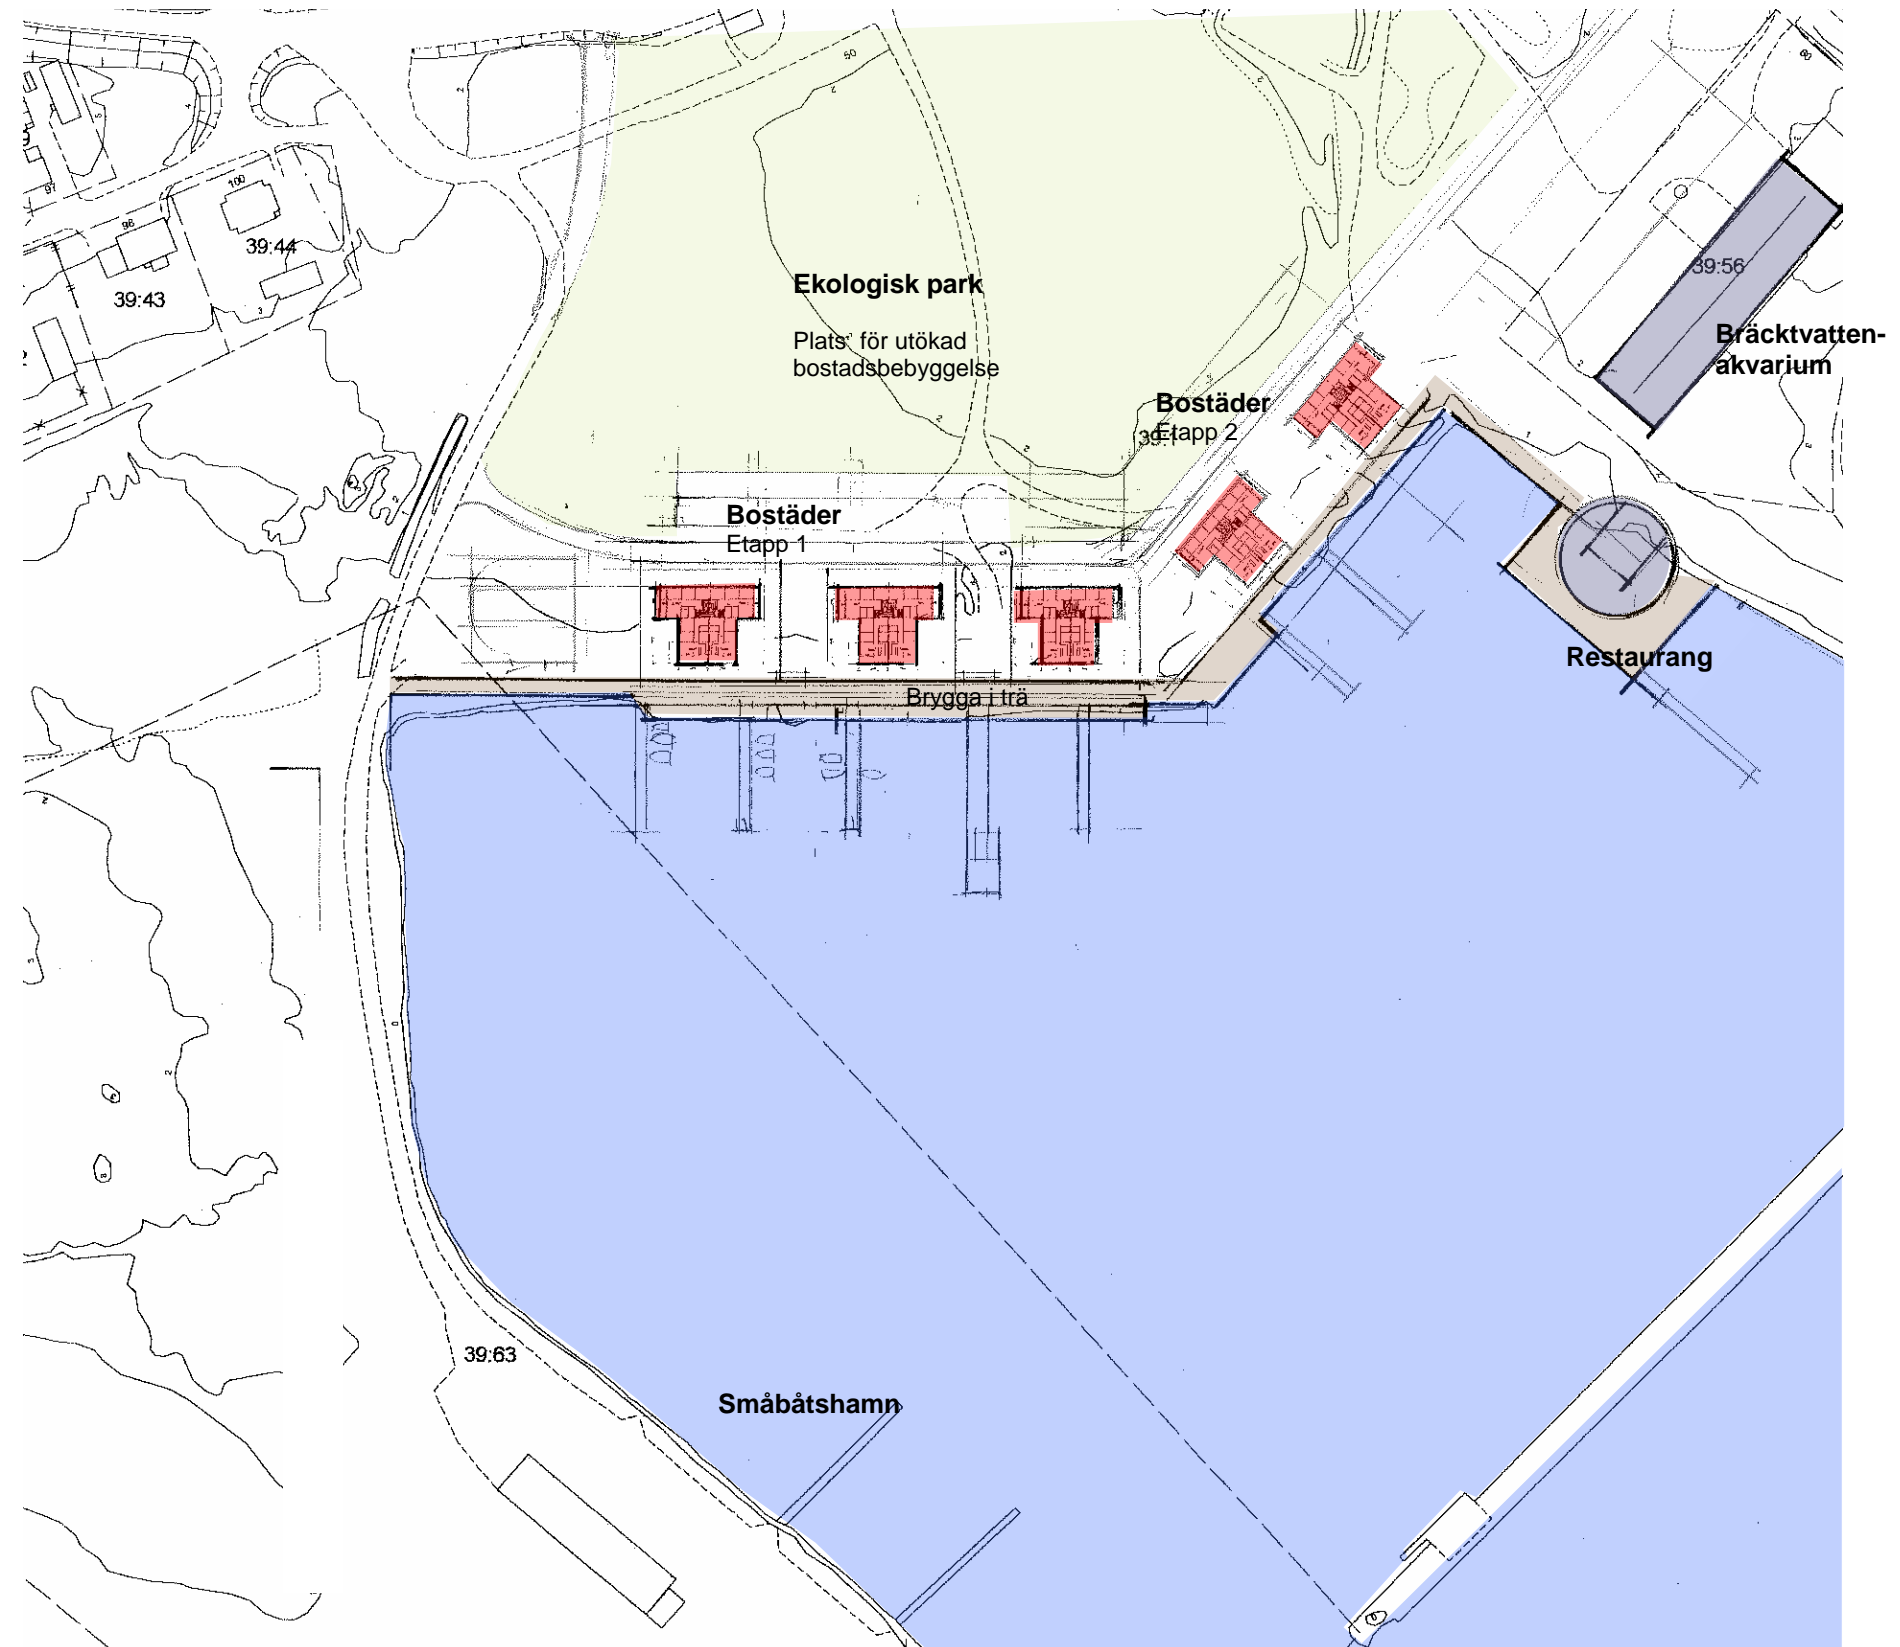 60
100
98
97
39:44
39:43
39:56
Ekologisk park
Plats för utökad
bostadsbebyggelse
Bräcktvatten-
akvarium
Bostäder
Etapp 2
Bostäder
Etapp 1
Restaurang
Brygga i trä
39:63
Småbåtshamn